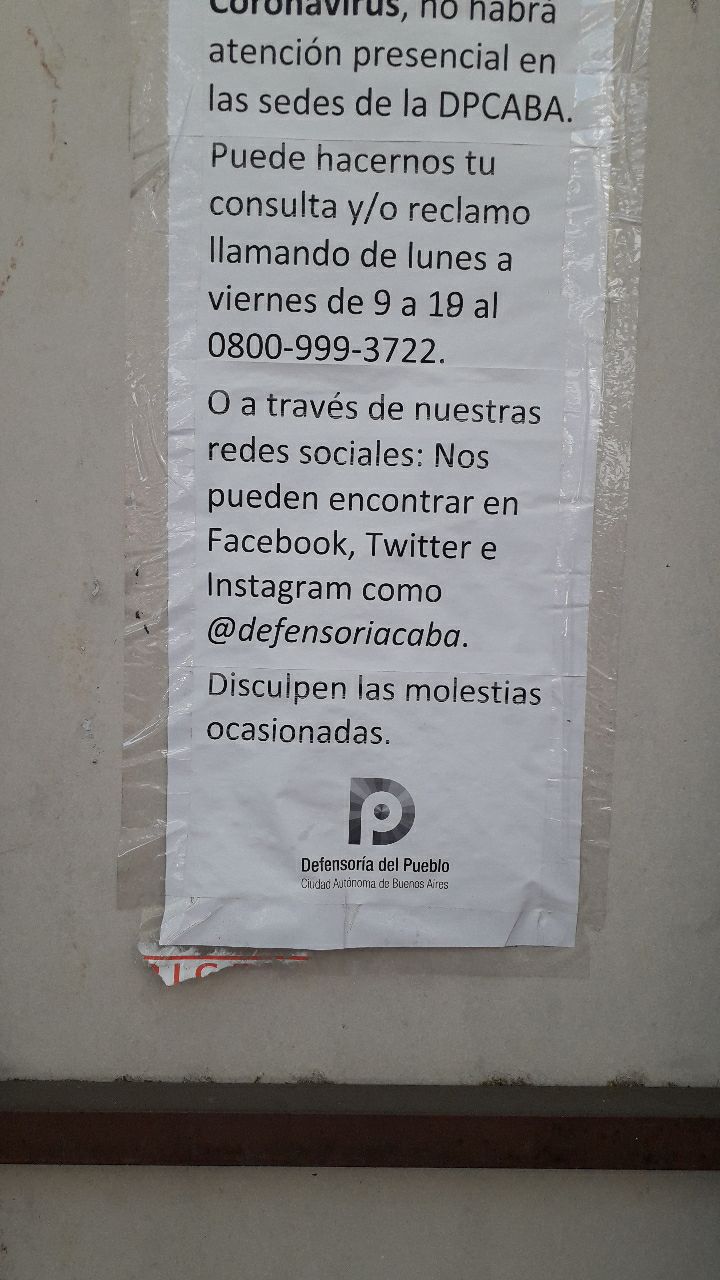 Coronavirus, no habrá
atención presencial en
las sedes de la DPCABA.
Puede hacernos tu
consulta y/o reclamo
llamando de lunes a
viernes de 9 a 19 al
0800-999-3722.
O a través de nuestras
redes sociales: Nos
pueden encontrar en
Facebook, Twitter e
Instagram como
@defensoriacaba.
Disculpen las molestias
ocasionadas.
Defensoría del Pueblo
Ciudad Autónoma de Buenos Aires